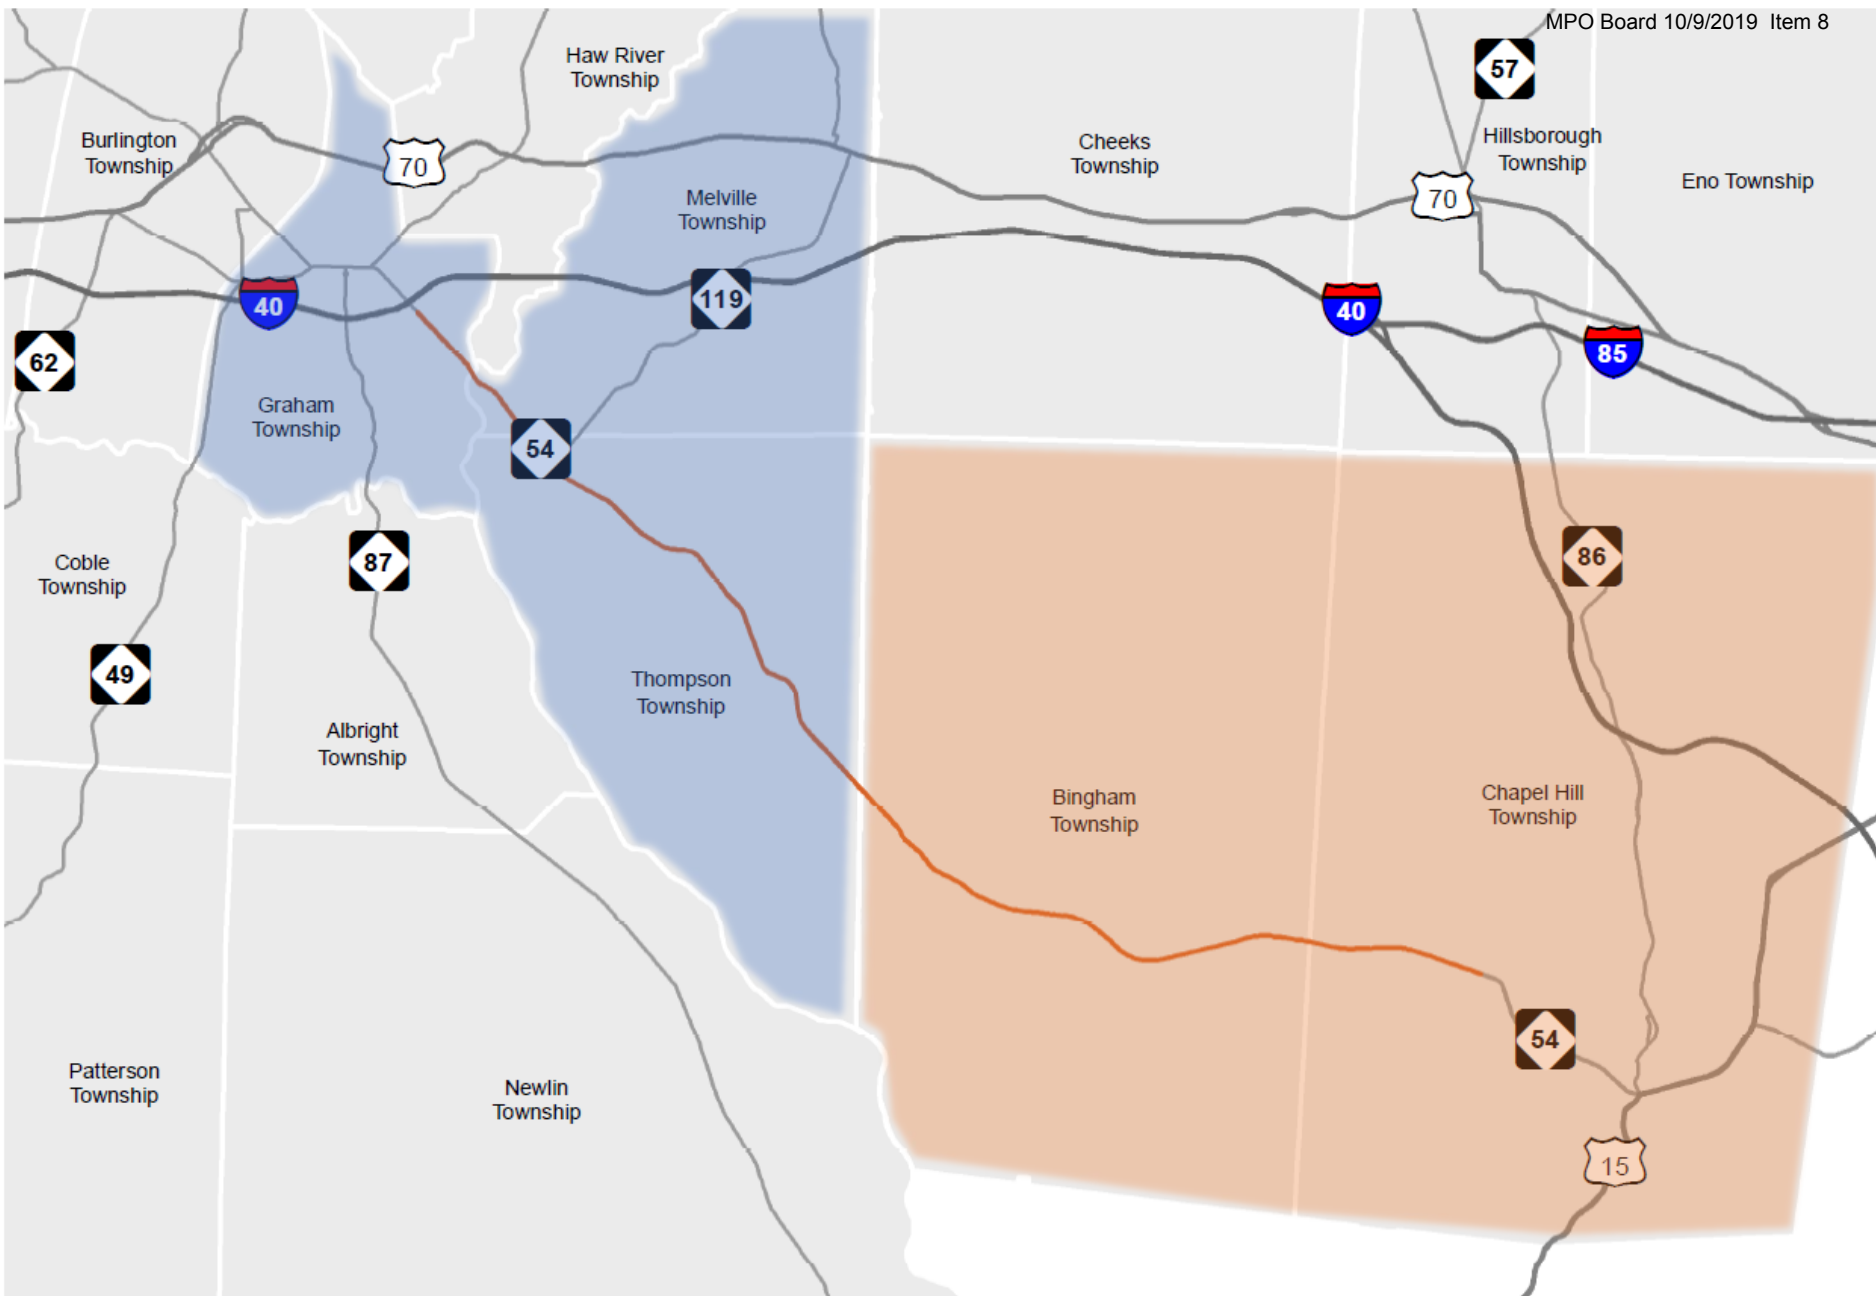 MPO Board 10/9/2019 Item 8
Haw River
Township
57
Burlington
Township
70
Cheeks
Township
Hillsborough
Township
Eno Township
Melville
Township
70
40
119
40
85
62
Graham
Township
54
87
86
Coble
Township
49
Thompson
Township
Albright
Township
Bingham
Township
Chapel Hill
Township
54
Patterson
Township
Newlin
Township
15